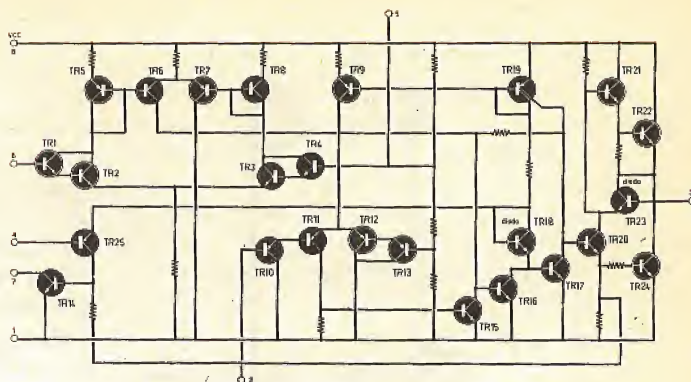 5
VCC
8
TR5
TR6
TR7
TR8
TR9
TR19
TR21
TR22
TR1
TR2
TR3
TR4
6
diodo
TR23
3
4
TR25
TR11
TR12
diodo
TR18
TR20
TR10
TR13
TR17
TR24
7
TR14
TR16
TR15
1
2